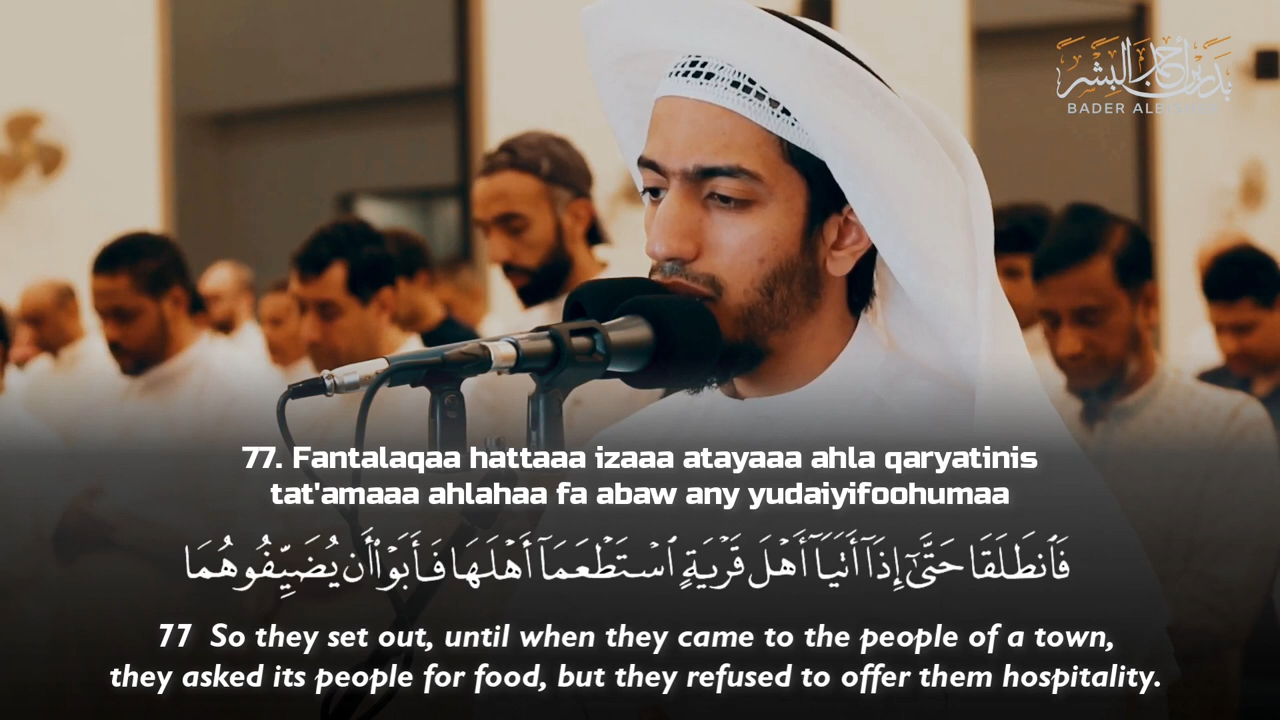 بدر بن أحمد البشر
BADER
77. Fantalaqaa hattaaa izaaa atayaaa ahla qaryatinis
tat'amaaa ahlahaa fa abaw any yudaiyifoohumaa
فَٱنطَلَقَا حَتَّىٰٓ إِذَآ أَتَيَآ أَهْلَ قَرْيَةٍ ٱسْتَطْعَمَآ أَهْلَهَا فَأَبَوْا۟ أَن يُضَيِّفُوهُمَا
77 So they set out, until when they came to the people of a town,
they asked its people for food, but they refused to offer them hospitality.